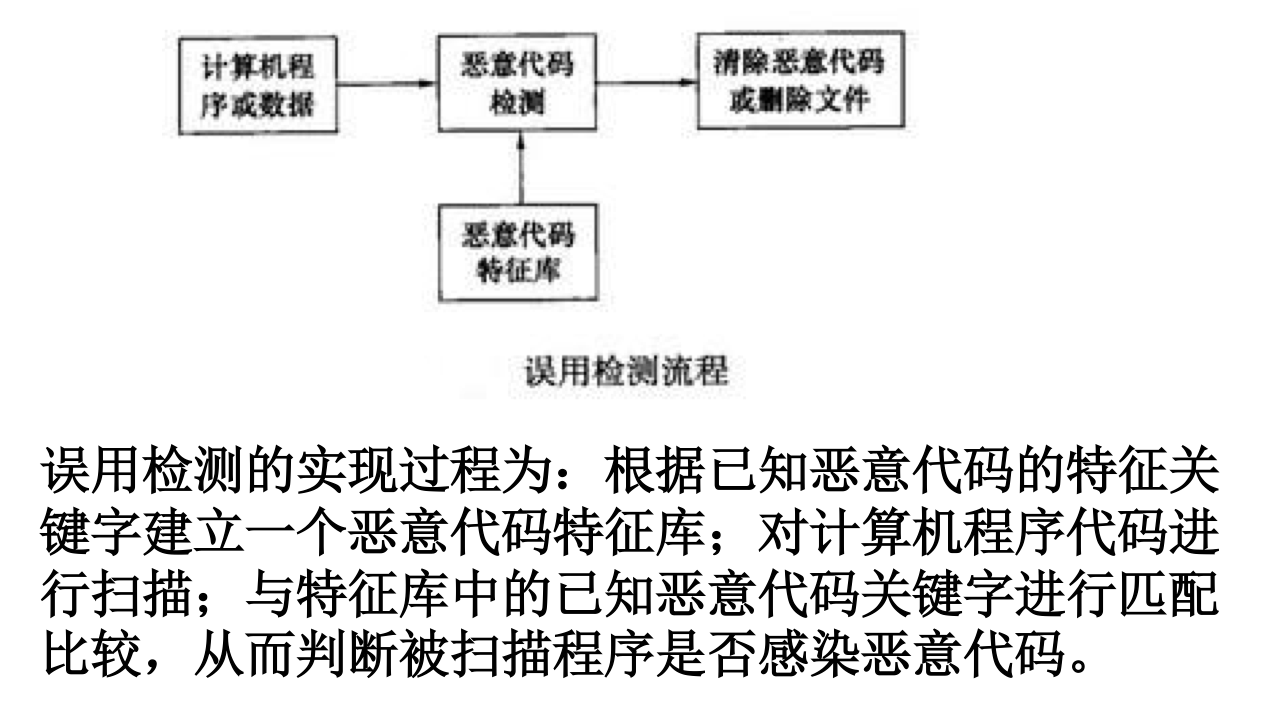 计算机程
序或数据
恶意代码
检测
清除恶意代码
或删除文件
恶意代码
特征库
误用检测流程
误用检测的实现过程为：根据已知恶意代码的特征关
键字建立一个恶意代码特征库；对计算机程序代码进
行扫描；与特征库中的已知恶意代码关键字进行匹配
比较，从而判断被扫描程序是否感染恶意代码。